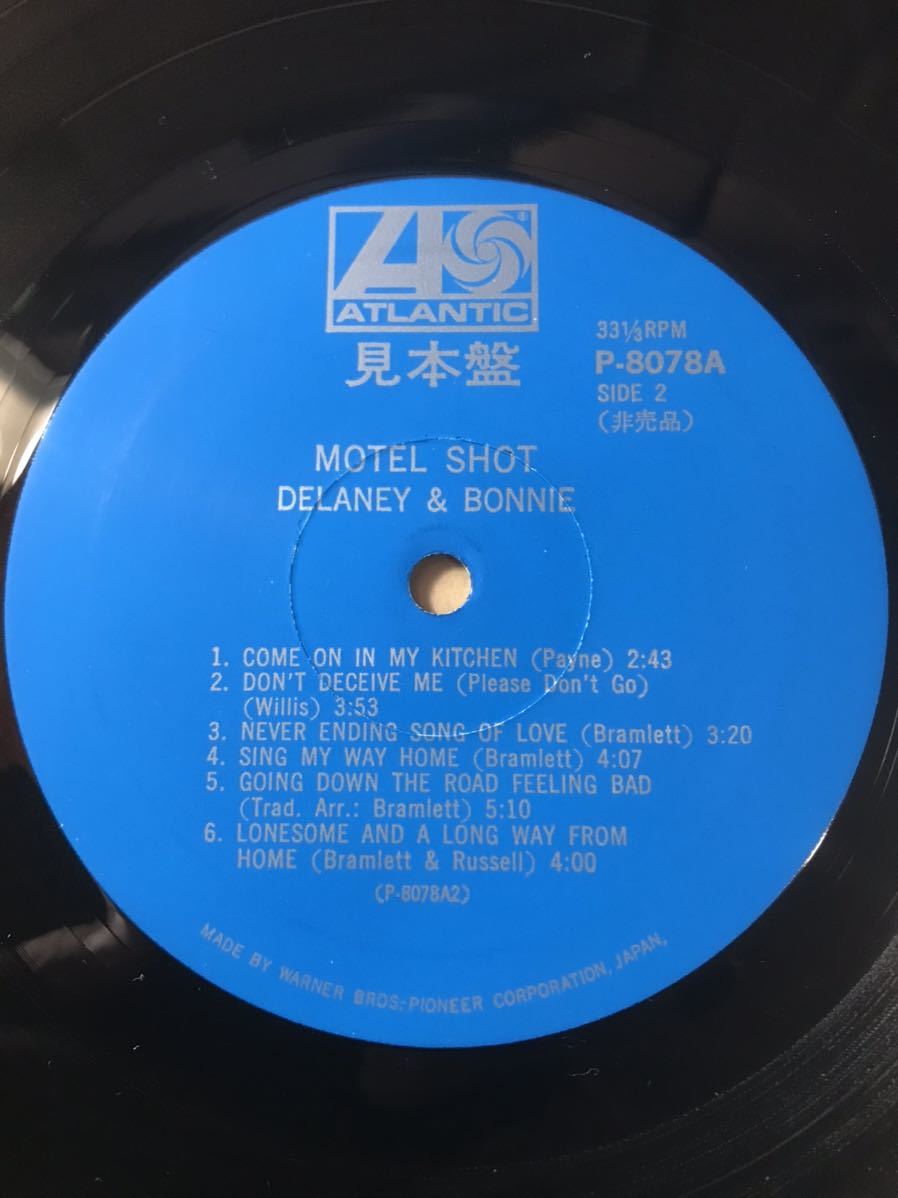 ATLANTIC
®
見本盤
33 1/3 RPM
P-8078A
SIDE 2
(非売品)
MOTEL SHOT
DELANEY & BONNIE
1. COME ON IN MY KITCHEN (Payne) 2:43
2. DON'T DECEIVE ME (Please Don't Go)
(Willis) 3:53
3. NEVER ENDING SONG OF LOVE (Bramlett) 3:20
4. SING MY WAY HOME (Bramlett) 4:07
5. GOING DOWN THE ROAD FEELING BAD
(Trad. Arr.: Bramlett) 5:10
6. LONESOME AND A LONG WAY FROM
HOME (Bramlett & Russell) 4:00
(P-8078A2)
MADE BY WARNER BROS.-PIONEER CORPORATION, JAPAN,